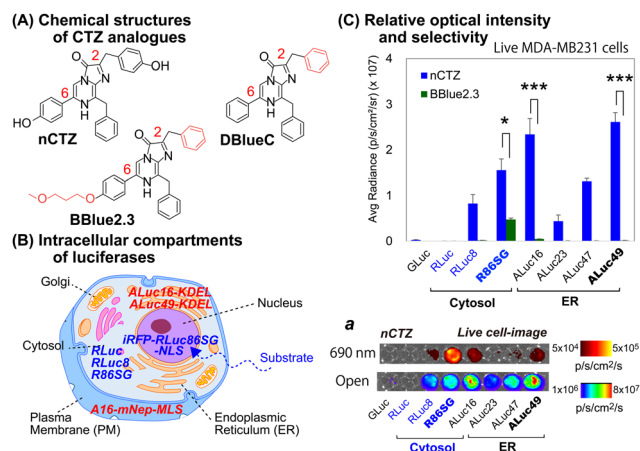 (A) Chemical structures
of CTZ analogues
2
O
N
N
N
H
6
OH
HO
nCTZ
2
O
N
N
N
H
6
DBlueC
2
O
N
N
N
H
6
O
O
BBlue2.3
(B) Intracellular compartments
of luciferases
Golgi
ALuc16-KDEL
ALuc49-KDEL
Nucleus
Cytosol
iRFP-RLuc86SG
-NLS
RLuc
RLuc8
R86SG
Substrate
A16-mNep-MLS
Plasma
Membrane (PM)
Endoplasmic
Reticulum (ER)
(C) Relative optical intensity
and selectivity
Live MDA-MB231 cells
Avg Radiance (p/s/cm²/sr) (x 107)
4
3
2
1
0
nCTZ
BBlue2.3
*
***
***
GLuc
RLuc
RLuc8
R86SG
ALuc16
ALuc23
ALuc47
ALuc49
Cytosol
ER
a
nCTZ
Live cell-image
690 nm
5x10⁴
5x10⁵
p/s/cm²/s
Open
1x10⁶
8x10⁷
p/s/cm²/s
GLuc
RLuc
RLuc8
R86SG
ALuc16
ALuc23
ALuc47
ALuc49
Cytosol
ER